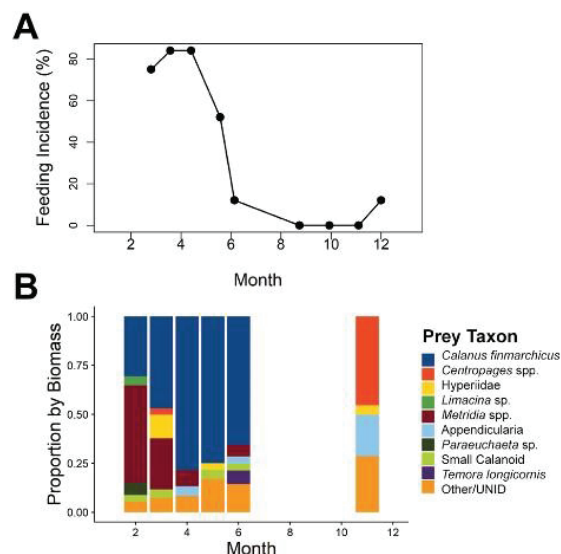 A
Feeding Incidence (%)
80
60
40
20
0
2 4 6 8 10 12
Month
B
Proportion by Biomass
1.00
0.75
0.50
0.25
0.00
2 4 6 8 10 12
Month
Prey Taxon
Calanus finmarchicus
Centropages spp.
Hyperiidae
Limacina sp.
Metridia spp.
Appendicularia
Paraeuchaeta sp.
Small Calanoid
Temora longicornis
Other/UNID